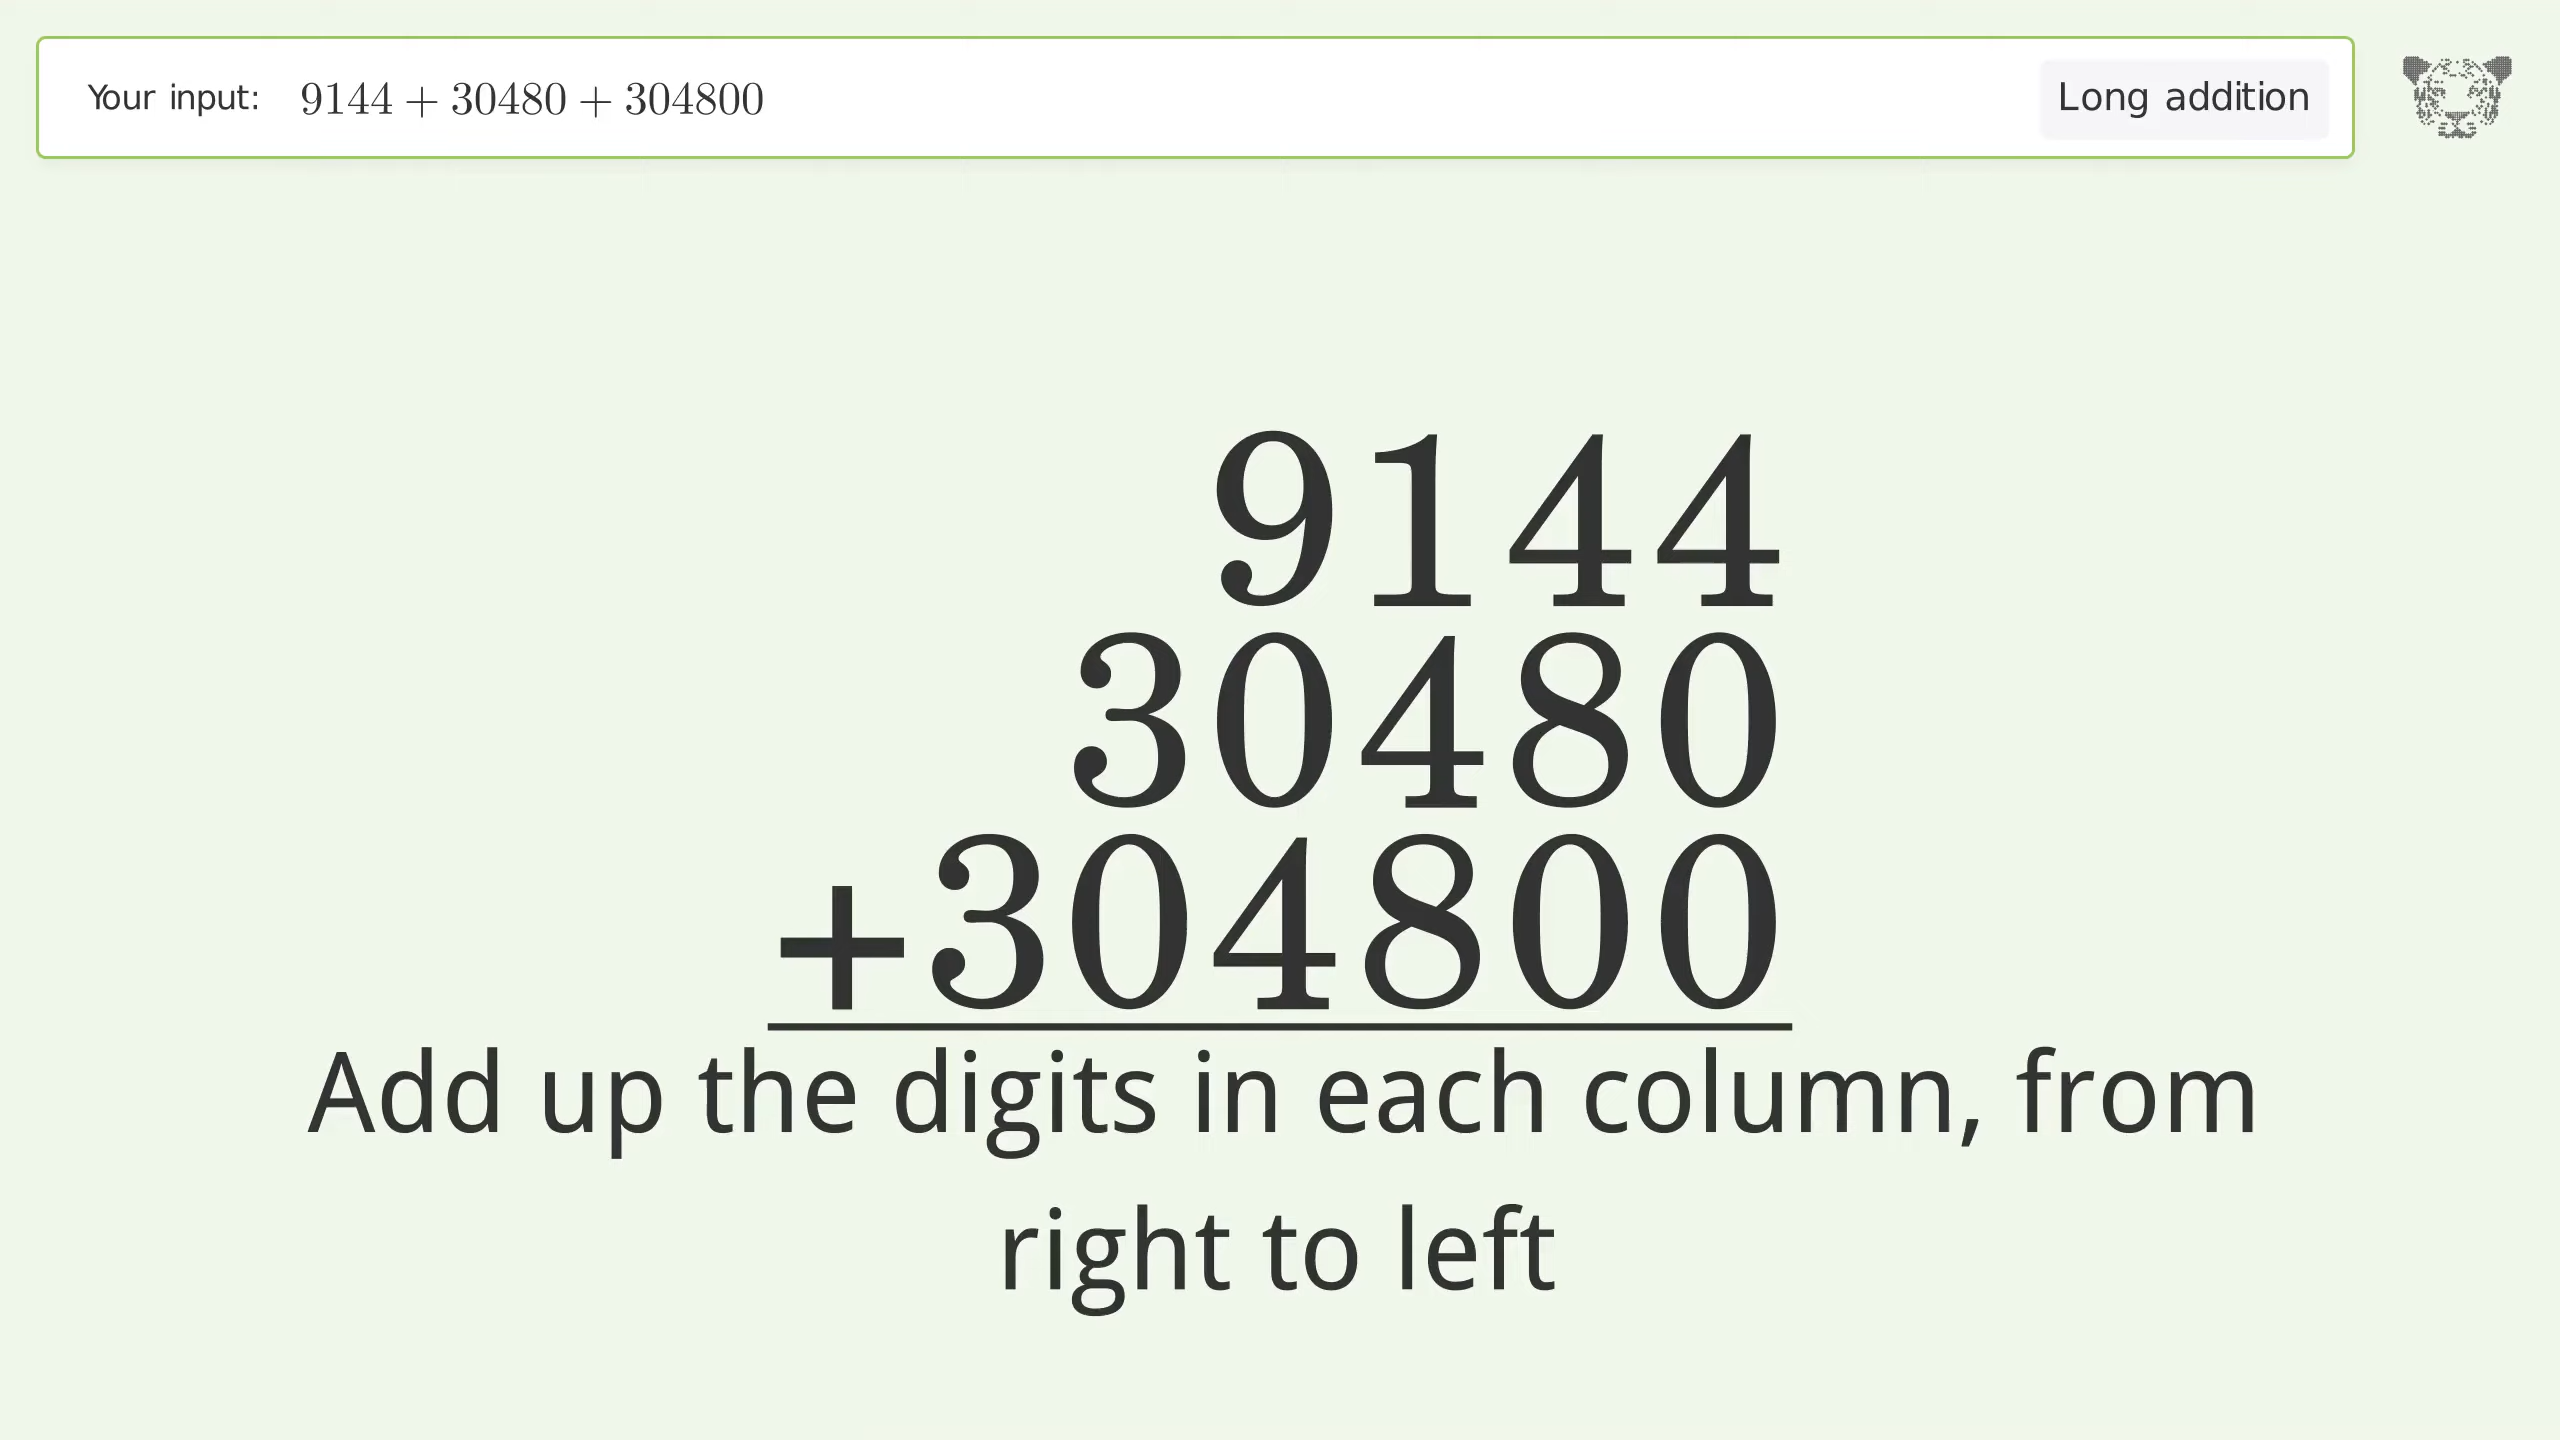 Your input: 9144 + 30480 + 304800
Long addition
9144
30480
+304800
Add up the digits in each column, from
right to left